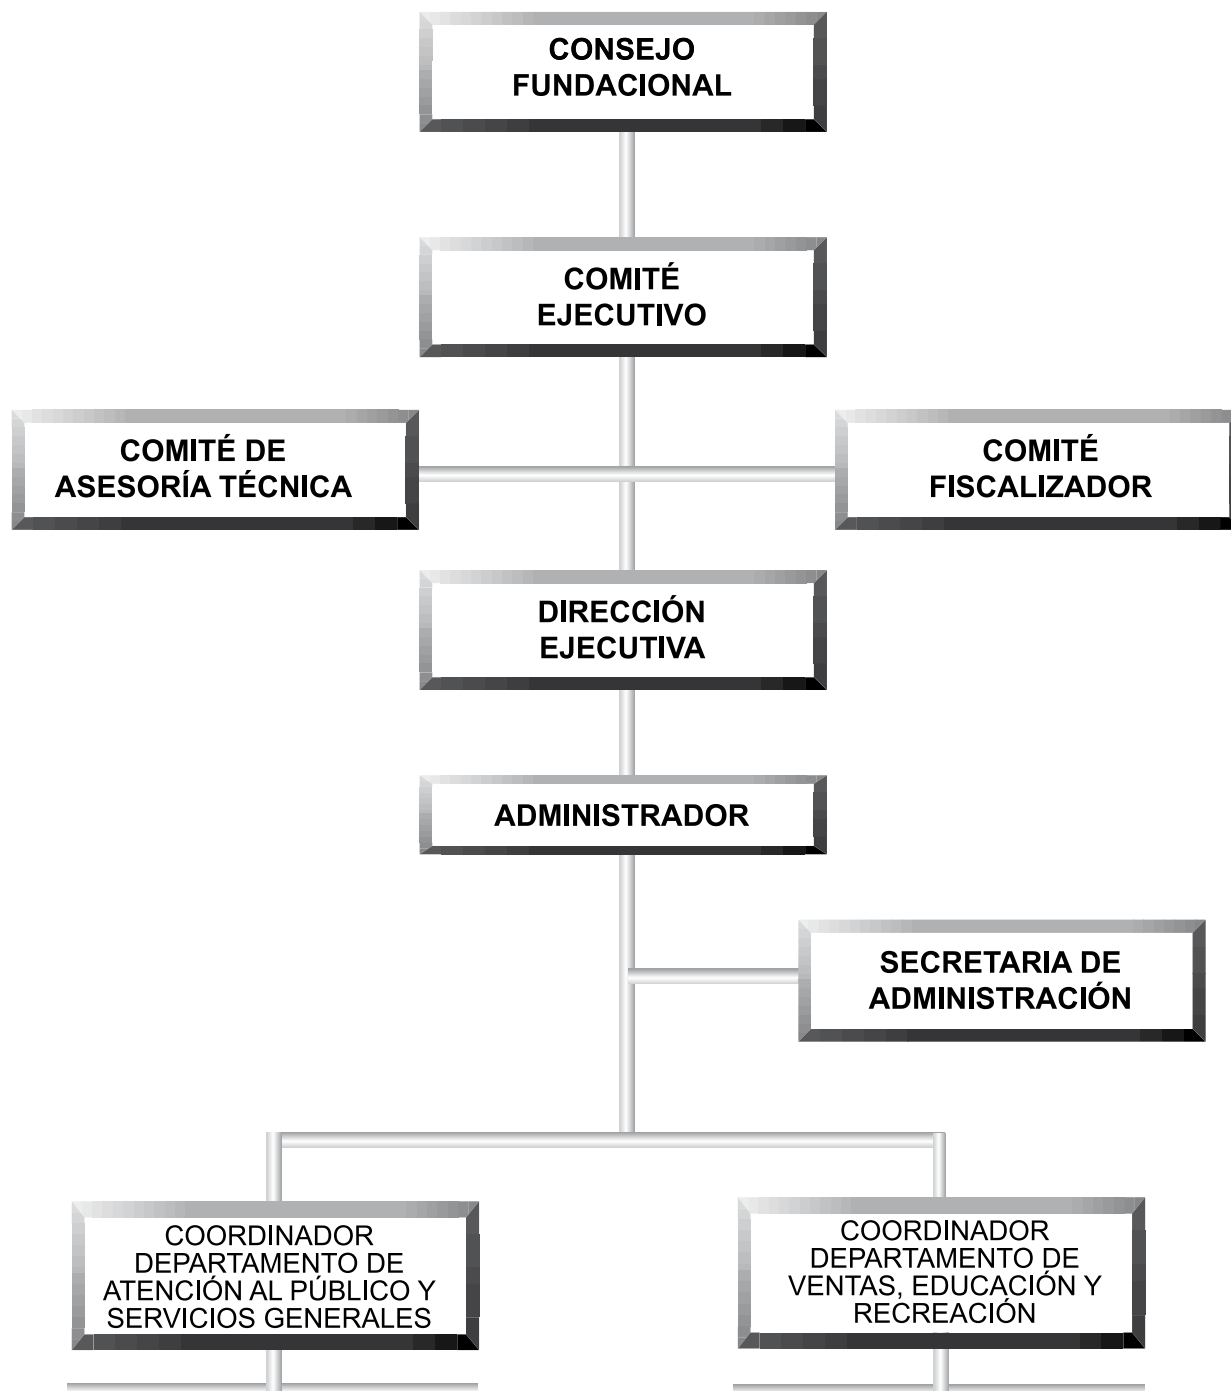 CONSEJO
FUNDACIONAL
COMITÉ
EJECUTIVO
COMITÉ DE
ASESORÍA TÉCNICA
COMITÉ
FISCALIZADOR
DIRECCIÓN
EJECUTIVA
ADMINISTRADOR
SECRETARIA DE
ADMINISTRACIÓN
COORDINADOR
DEPARTAMENTO DE
ATENCIÓN AL PÚBLICO Y
SERVICIOS GENERALES
COORDINADOR
DEPARTAMENTO DE
VENTAS, EDUCACIÓN Y
RECREACIÓN